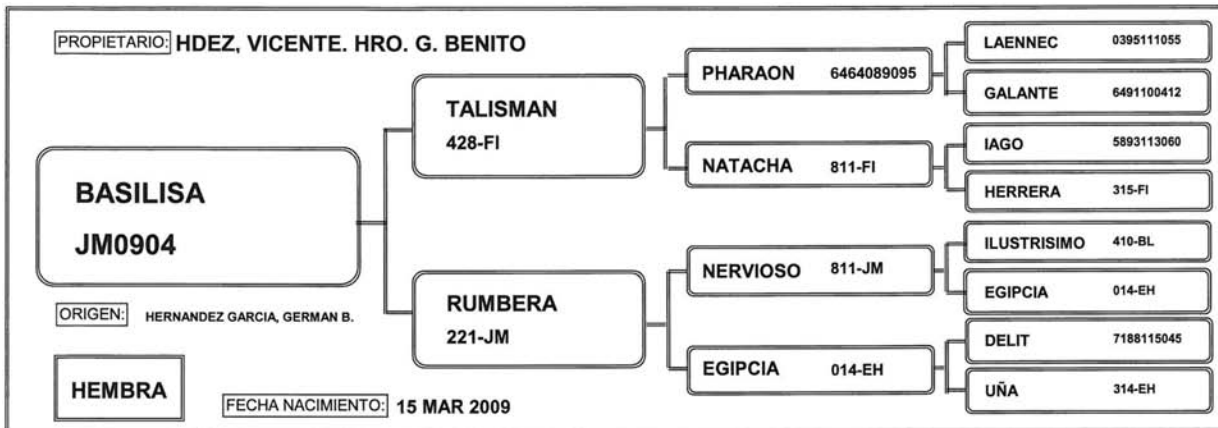 PROPIETARIO: HDEZ, VICENTE. HRO. G. BENITO
BASILISA
JM0904
ORIGEN: HERNANDEZ GARCIA, GERMAN B.
HEMBRA
FECHA NACIMIENTO: 15 MAR 2009
TALISMAN
428-FI
RUMBERA
221-JM
PHARAON 6464089095
NATACHA 811-FI
NERVIOSO 811-JM
EGIPCIA 014-EH
LAENNEC 0395111055
GALANTE 6491100412
IAGO 5893113060
HERRERA 315-FI
ILUSTRISIMO 410-BL
EGIPCIA 014-EH
DELIT 7188115045
UÑA 314-EH